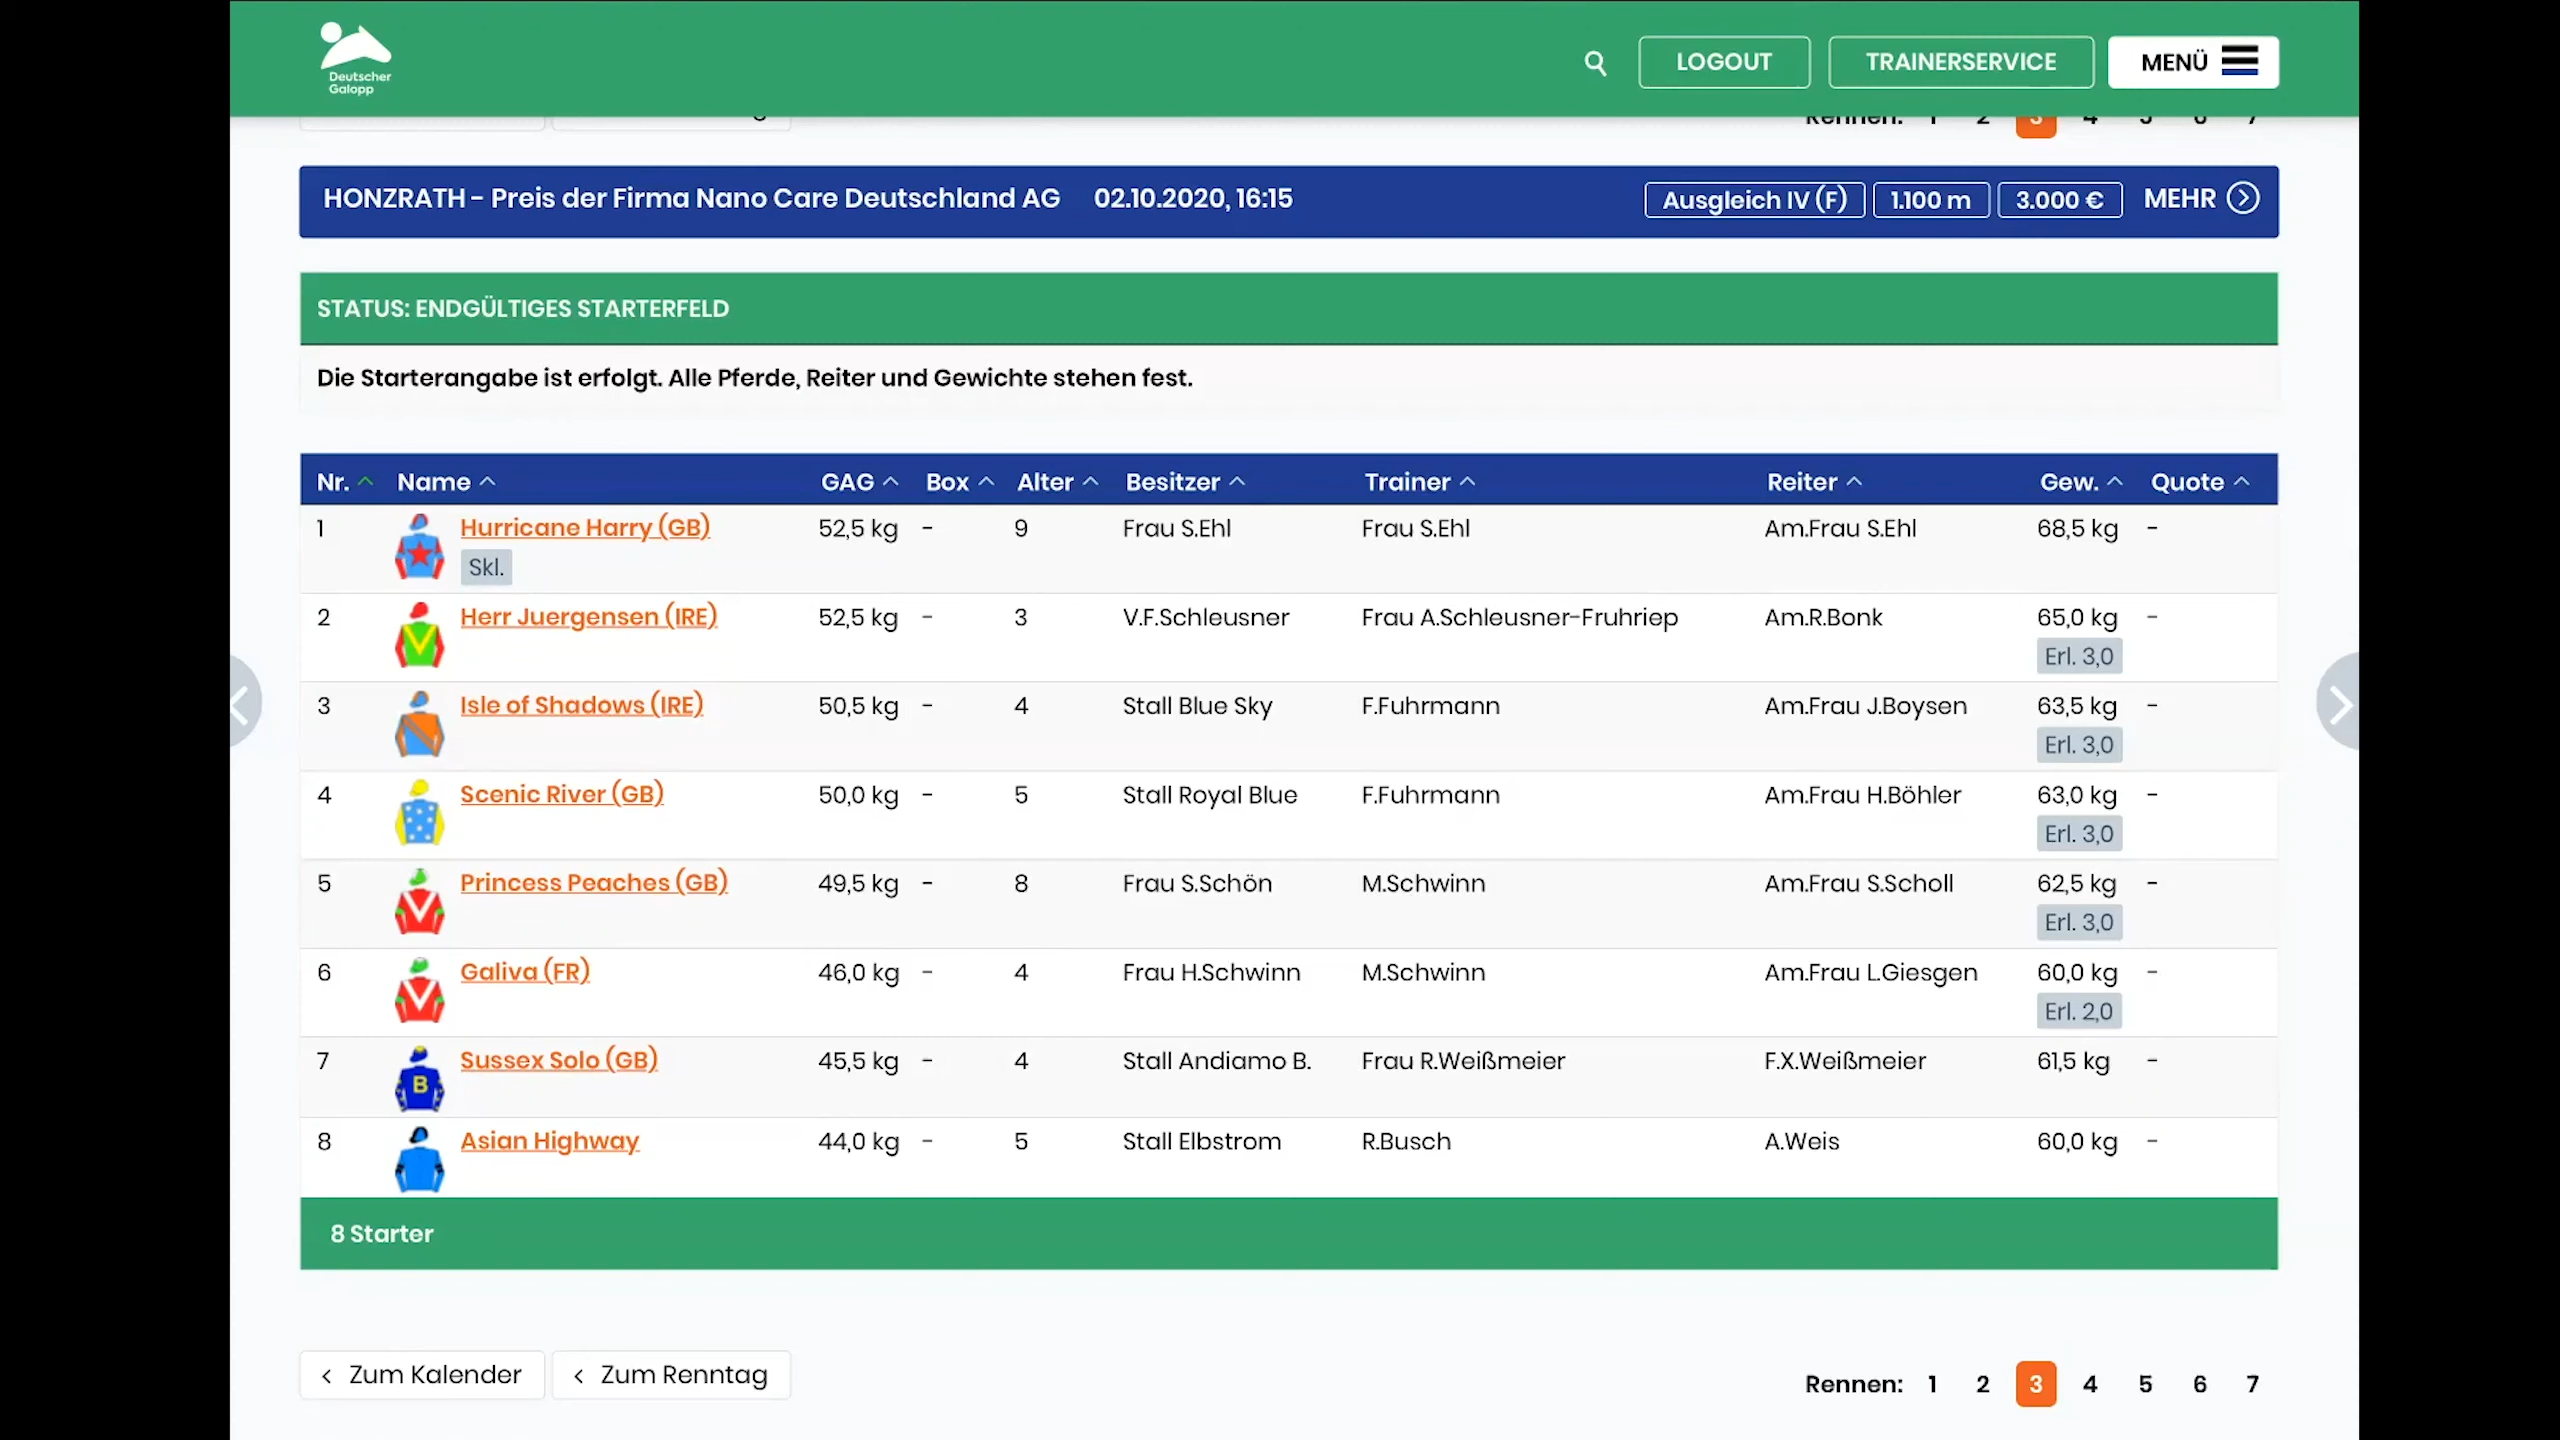 Deutscher
Galopp
LOGOUT
TRAINERSERVICE
MENÜ
Rennen: 1 2 3 4 5 6 7
HONZRATH - Preis der Firma Nano Care Deutschland AG 02.10.2020, 16:15 Ausgleich IV (F) 1.100 m 3.000 € MEHR
STATUS: ENDGÜLTIGES STARTERFELD
Die Starterangabe ist erfolgt. Alle Pferde, Reiter und Gewichte stehen fest.
Nr. Name GAG Box Alter Besitzer Trainer Reiter Gew. Quote
1 Hurricane Harry (GB) 52,5 kg - 9 Frau S.Ehl Frau S.Ehl Am.Frau S.Ehl 68,5 kg -
Skl.
2 Herr Juergensen (IRE) 52,5 kg - 3 V.F.Schleusner Frau A.Schleusner-Fruhriep Am.R.Bonk 65,0 kg -
Erl. 3,0
3 Isle of Shadows (IRE) 50,5 kg - 4 Stall Blue Sky F.Fuhrmann Am.Frau J.Boysen 63,5 kg -
Erl. 3,0
4 Scenic River (GB) 50,0 kg - 5 Stall Royal Blue F.Fuhrmann Am.Frau H.Böhler 63,0 kg -
Erl. 3,0
5 Princess Peaches (GB) 49,5 kg - 8 Frau S.Schön M.Schwinn Am.Frau S.Scholl 62,5 kg -
Erl. 3,0
6 Galiva (FR) 46,0 kg - 4 Frau H.Schwinn M.Schwinn Am.Frau L.Giesgen 60,0 kg -
Erl. 2,0
7 Sussex Solo (GB) 45,5 kg - 4 Stall Andiamo B. Frau R.Weißmeier F.X.Weißmeier 61,5 kg -
B
8 Asian Highway 44,0 kg - 5 Stall Elbstrom R.Busch A.Weis 60,0 kg -
8 Starter
Zum Kalender
Zum Renntag
Rennen: 1 2 3 4 5 6 7